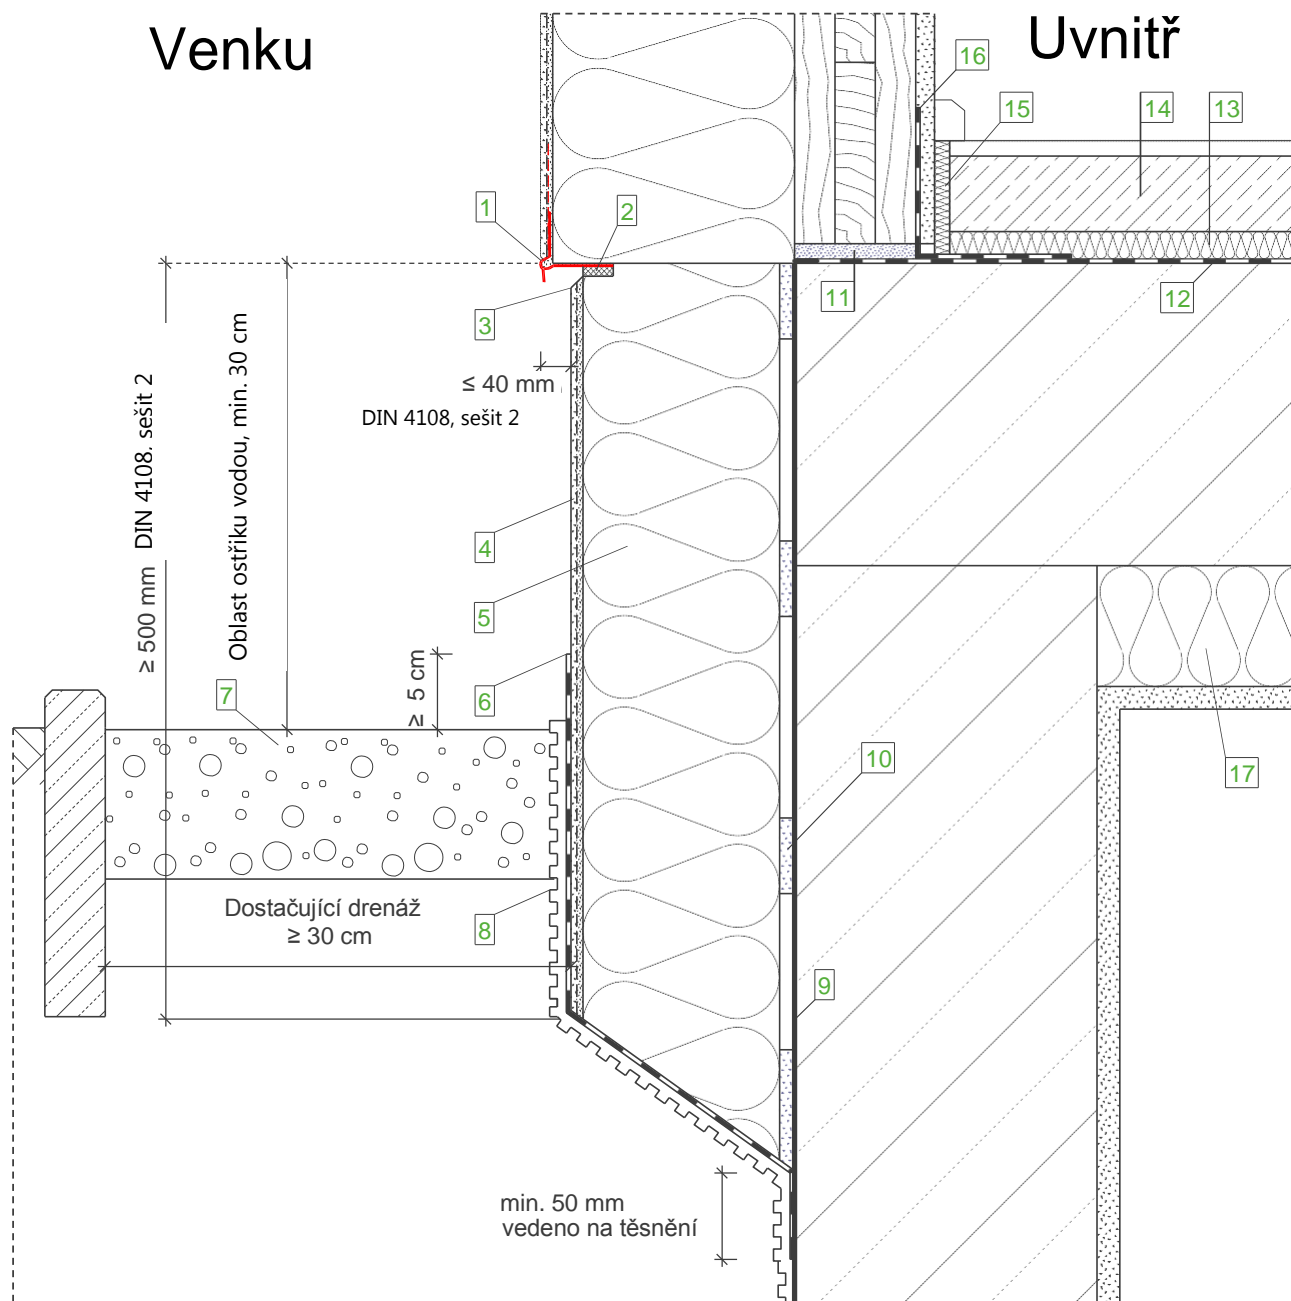 Venku
Uvnitř
16
15
14
13
1
2
11
12
3
≤ 40 mm
DIN 4108, sešit 2
≥ 500 mm DIN 4108. sešit 2
Oblast ostřiku vodou, min. 30 cm
4
5
≥ 5 cm
6
7
10
17
Dostačující drenáž
≥ 30 cm
8
9
min. 50 mm
vedeno na těsnění